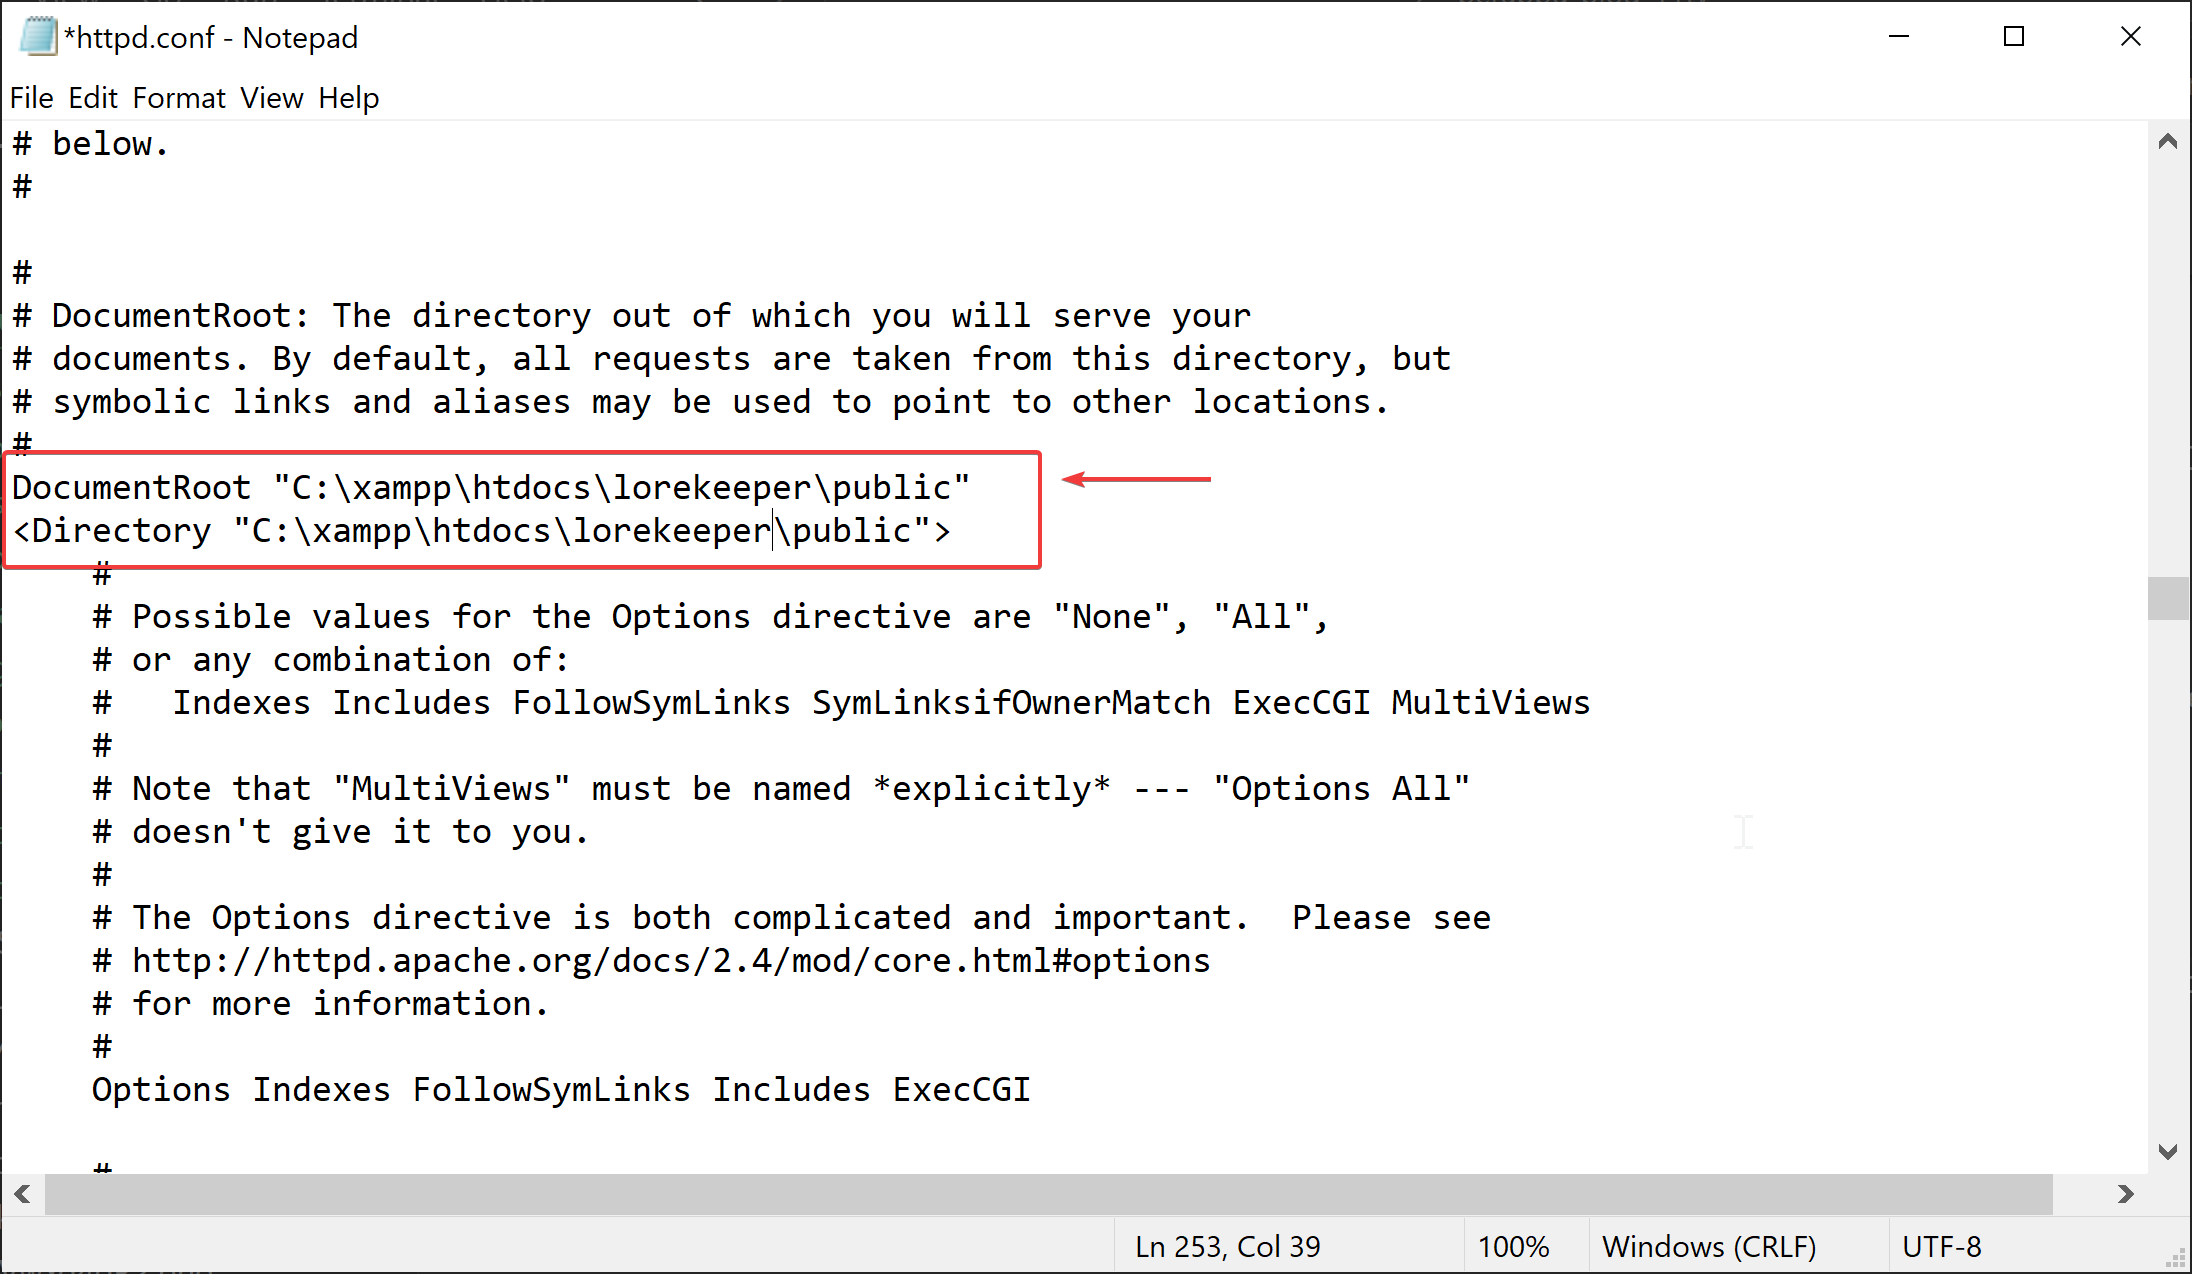 *httpd.conf - Notepad
File Edit Format View Help
# below.
#
#
# DocumentRoot: The directory out of which you will serve your
# documents. By default, all requests are taken from this directory, but
# symbolic links and aliases may be used to point to other locations.
#
DocumentRoot "C:\xampp\htdocs\lorekeeper\public"
<Directory "C:\xampp\htdocs\lorekeeper\public">
    #
    # Possible values for the Options directive are "None", "All",
    # or any combination of:
    #   Indexes Includes FollowSymLinks SymLinksifOwnerMatch ExecCGI MultiViews
    #
    # Note that "MultiViews" must be named *explicitly* --- "Options All"
    # doesn't give it to you.
    #
    # The Options directive is both complicated and important.  Please see
    # http://httpd.apache.org/docs/2.4/mod/core.html#options
    # for more information.
    #
    Options Indexes FollowSymLinks Includes ExecCGI
    #
Ln 253, Col 39 100% Windows (CRLF) UTF-8